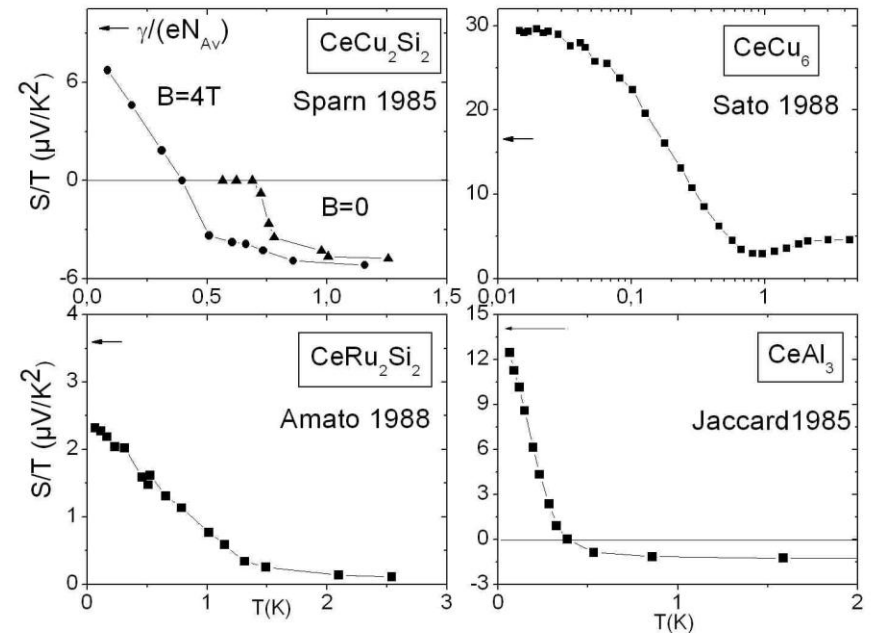 γ/(eN_Av)
CeCu₂Si₂
B=4T
Sparn 1985
B=0
S/T (μV/K²)
6
0
-6
0,0
0,5
1,0
1,5
CeCu₆
Sato 1988
30
20
10
0
0,01
0,1
1
CeRu₂Si₂
Amato 1988
S/T (μV/K²)
4
3
2
1
0
0
1
2
3
T(K)
CeAl₃
Jaccard1985
15
12
9
6
3
0
-3
0
1
2
T(K)